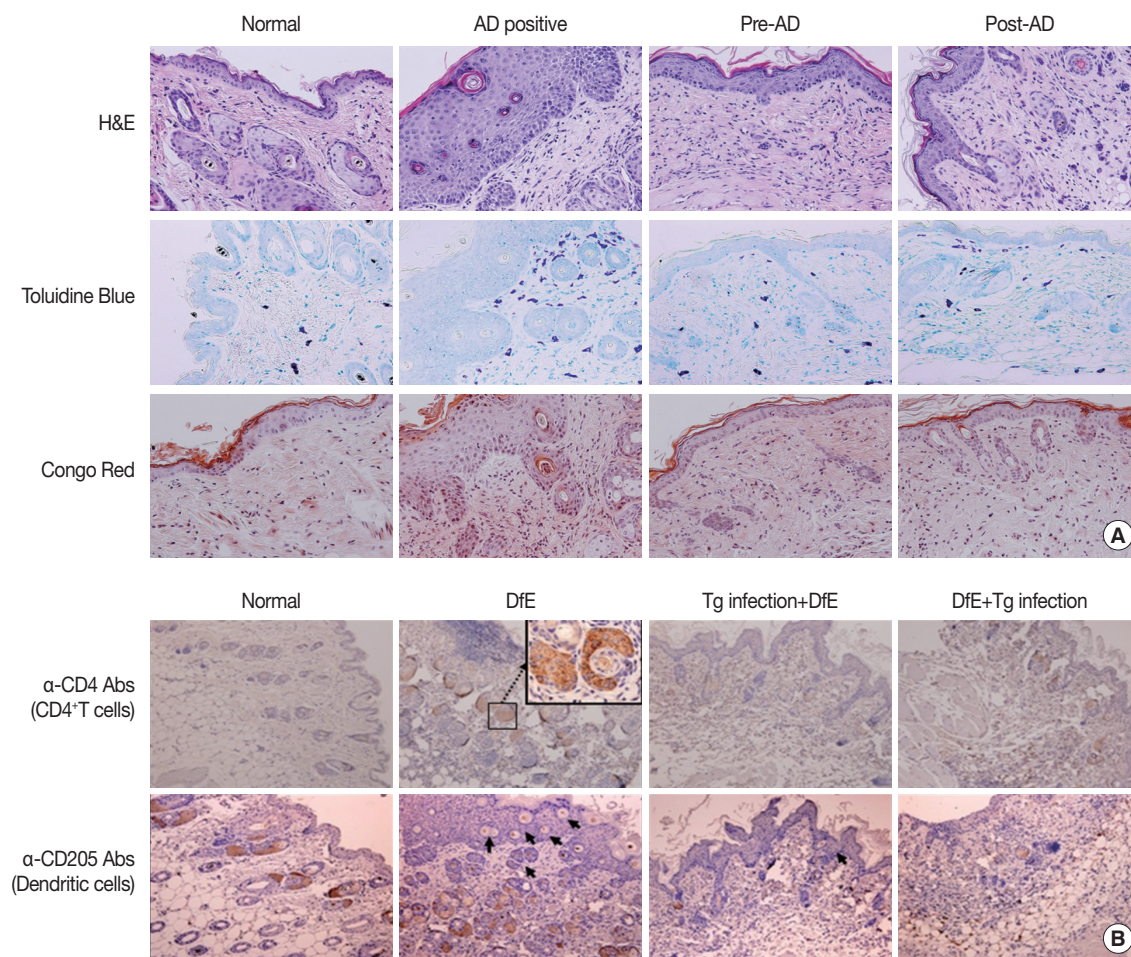 Normal
AD positive
Pre-AD
Post-AD
H&E
Toluidine Blue
Congo Red
A
Normal
DfE
Tg infection+DfE
DfE+Tg infection
α-CD4 Abs
(CD4⁺T cells)
α-CD205 Abs
(Dendritic cells)
B